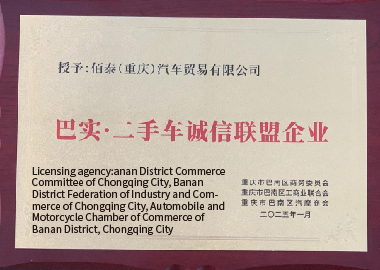 授予:佰泰(重庆)汽车贸易有限公司
巴实·二手车诚信联盟企业
Licensing agency:anan District Commerce
Committee of Chongqing City, Banan
District Federation of Industry and Com-
merce of Chongqing City, Automobile and
Motorcycle Chamber of Commerce of
Banan District, Chongqing City
重庆市巴南区商务委员会
重庆市巴南区工商业联合会
重庆市巴南区汽摩商会
二〇二三年一月